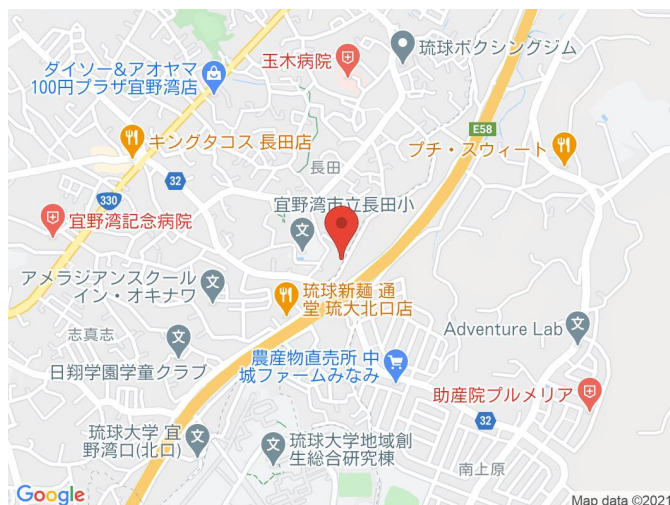 琉球ボクシングジム
玉木病院
ダイソー&アオヤマ
100円プラザ宜野湾店
E58
キングタコス 長田店
プチ・スウィート
長田
32
330
宜野湾市立長田小
宜野湾記念病院
アメラジアンスクール
イン・オキナワ
琉球新麺 通
堂 琉大北口店
志真志
Adventure Lab
農産物直売所 中
城ファームみなみ
日翔学園学童クラブ
助産院プルメリア
32
琉球大学 宜
野湾口(北口)
琉球大学地域創
生総合研究棟
南上原
Google
Map data ©2021